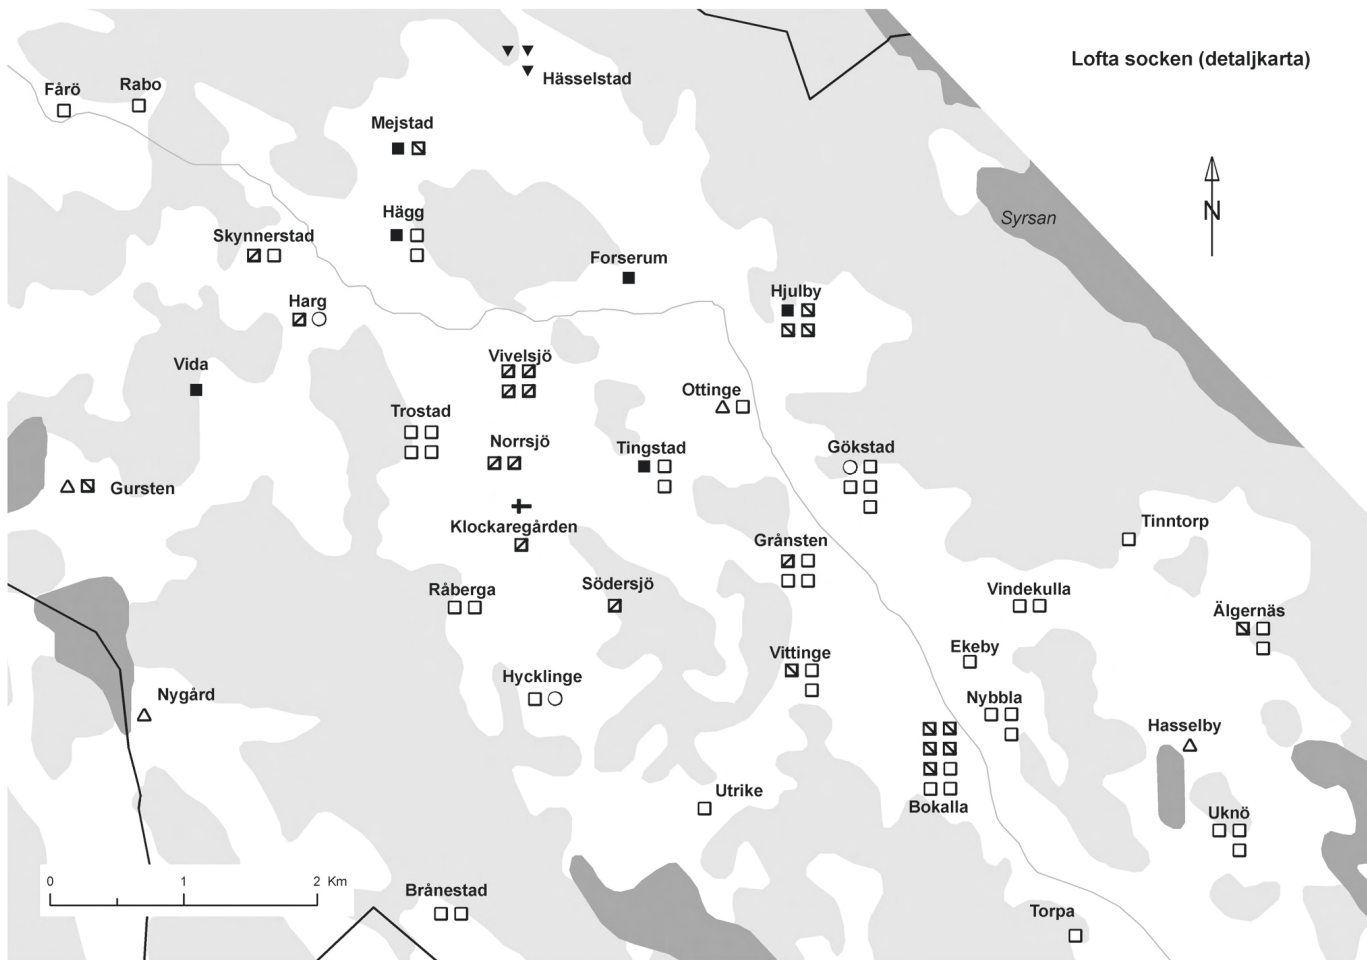 Lofta socken (detaljkarta)
Hässelstad
Fårö
Rabo
Mejstad
N
Syrsan
Hägg
Skynnerstad
Forserum
Hjulby
Harg
Vivelsjö
Vida
Ottinge
Trostad
Norrsjö
Tingstad
Gökstad
Gursten
Klockaregården
Tinntorp
Grånsten
Råberga
Södersjö
Vindekulla
Älgernäs
Ekeby
Vittinge
Hycklinge
Nygård
Nybbla
Hasselby
Utrike
Bokalla
Uknö
0 1 2 Km
Brånestad
Torpa